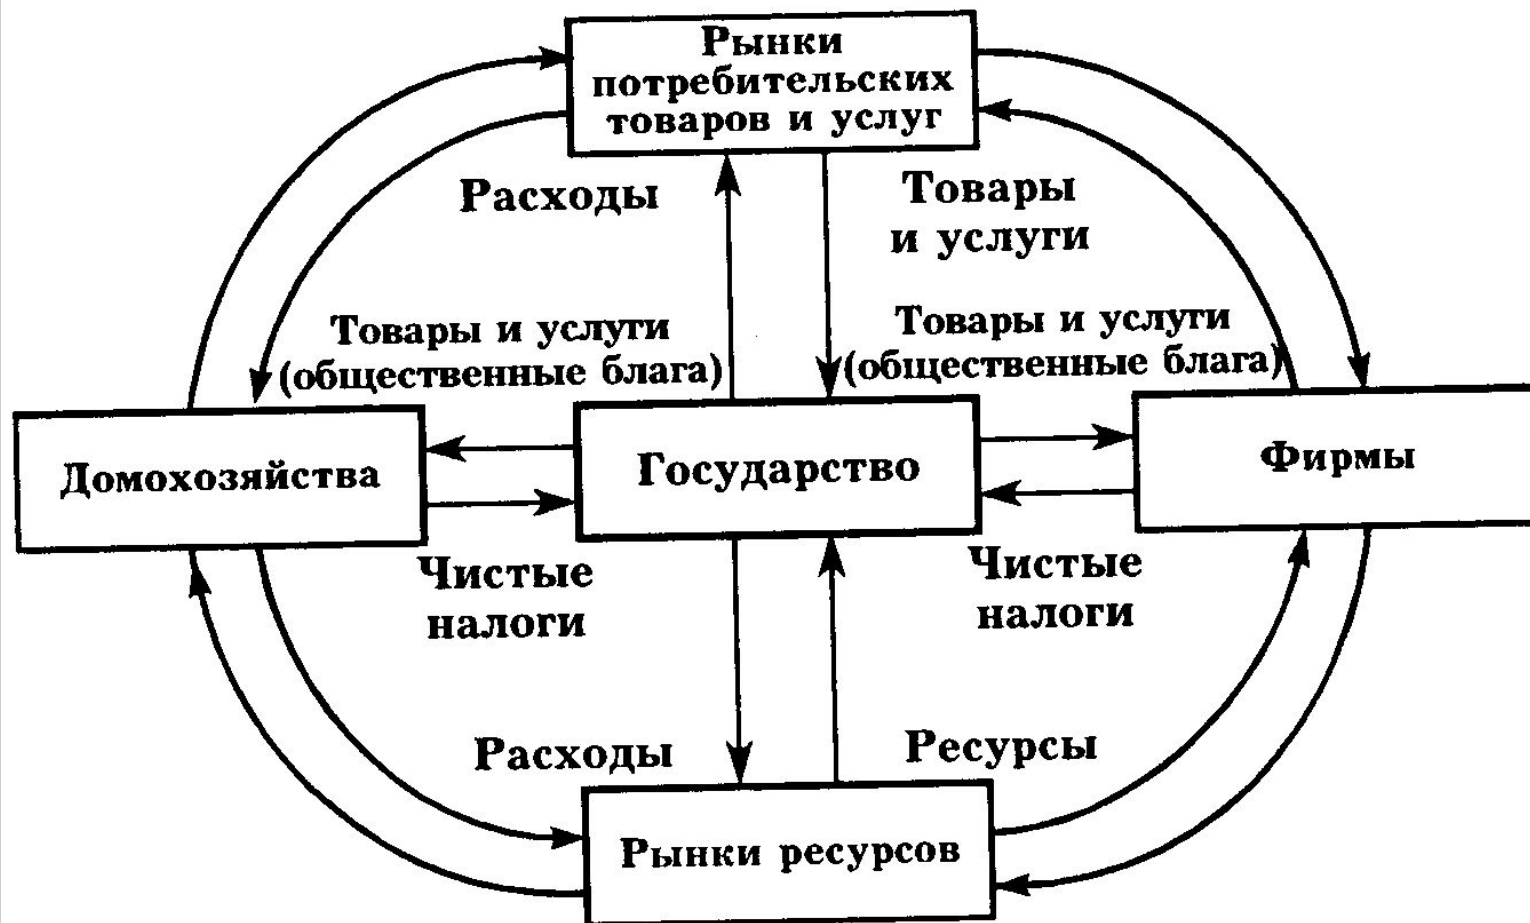 Рынки
потребительских
товаров и услуг
Расходы
Товары
и услуги
Товары и услуги
(общественные блага)
Товары и услуги
(общественные блага)
Домохозяйства
Государство
Фирмы
Чистые
налоги
Чистые
налоги
Расходы
Ресурсы
Рынки ресурсов